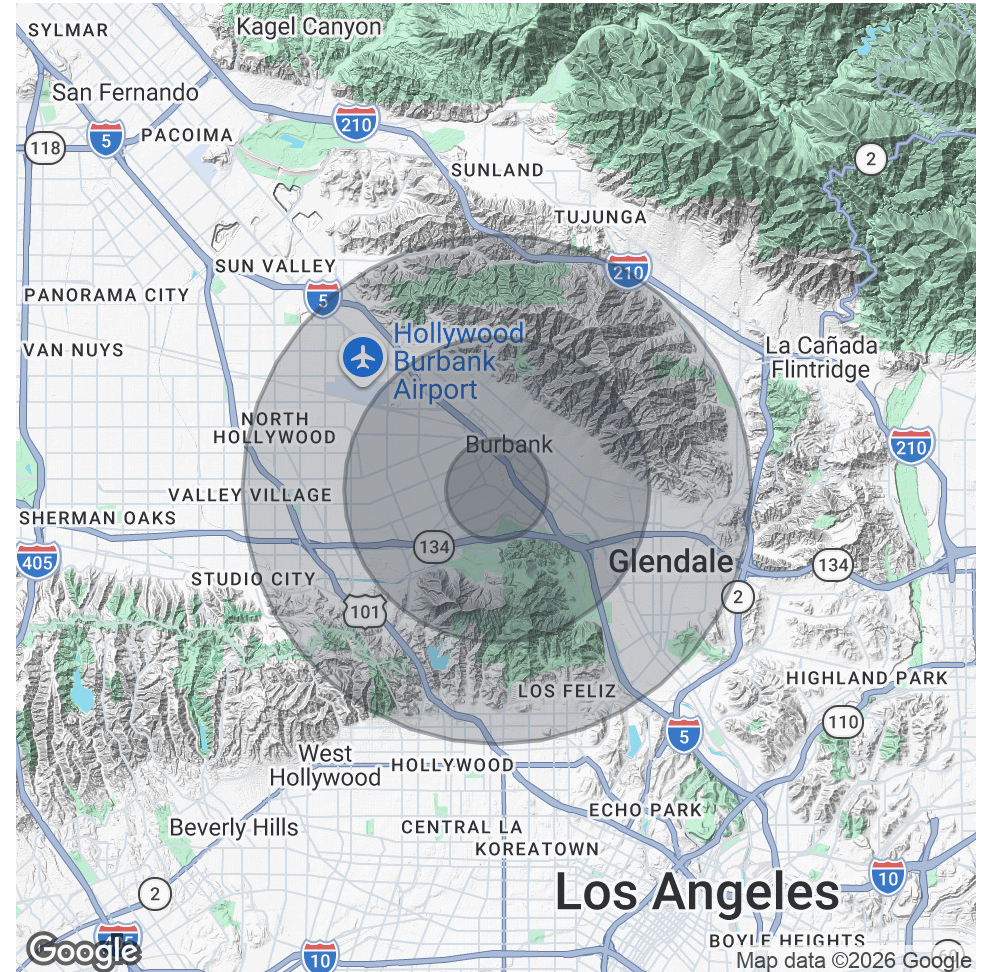 SYLMAR
Kagel Canyon
San Fernando
210
118
5
PACOIMA
2
SUNLAND
TUJUNGA
SUN VALLEY
210
PANORAMA CITY
5
Hollywood
Burbank
Airport
VAN NUYS
La Cañada
Flintridge
NORTH
HOLLYWOOD
Burbank
210
VALLEY VILLAGE
SHERMAN OAKS
134
405
Glendale
134
STUDIO CITY
2
101
HIGHLAND PARK
LOS FELIZ
110
5
West
Hollywood
HOLLYWOOD
ECHO PARK
Beverly Hills
CENTRAL LA
KOREATOWN
10
2
Los Angeles
BOYLE HEIGHTS
Google
10
Map data ©2026 Google